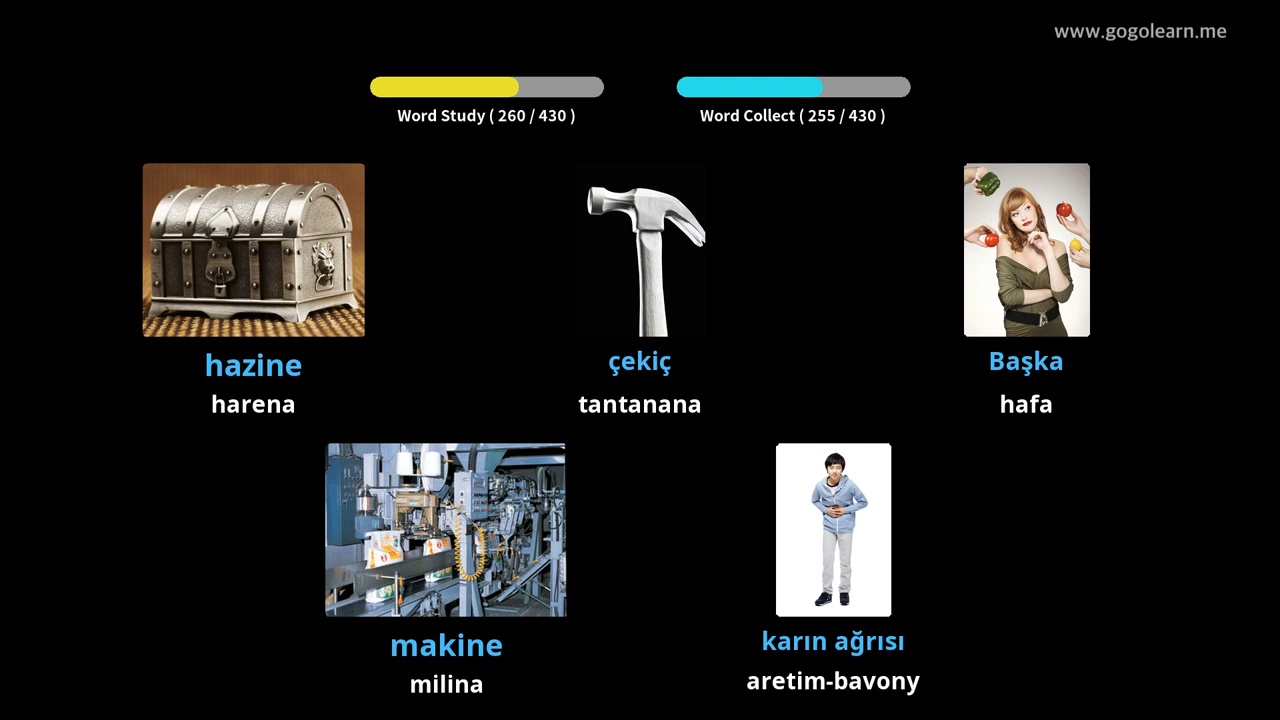 www.gogolearn.me
Word Study ( 260 / 430 )
Word Collect ( 255 / 430 )
hazine
harena
çekiç
tantanana
Başka
hafa
makine
milina
karın ağrısı
aretim-bavony